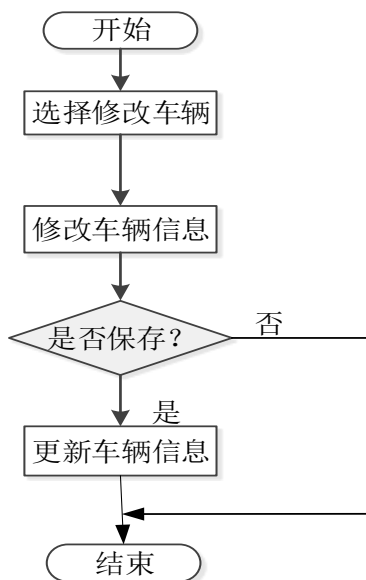 开始
选择修改车辆
修改车辆信息
是否保存？
否
是
更新车辆信息
结束